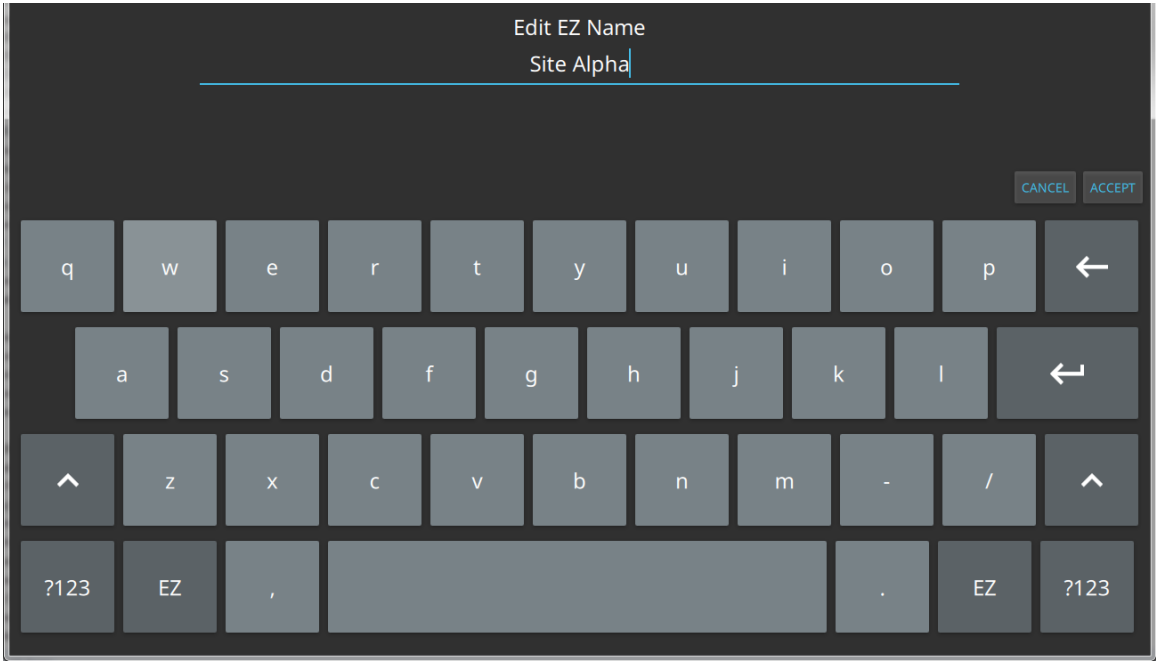 Edit EZ Name
Site Alpha
CANCEL ACCEPT
q w e r t y u i o p
a s d f g h j k l
z x c v b n m - /
?123 EZ , . EZ ?123